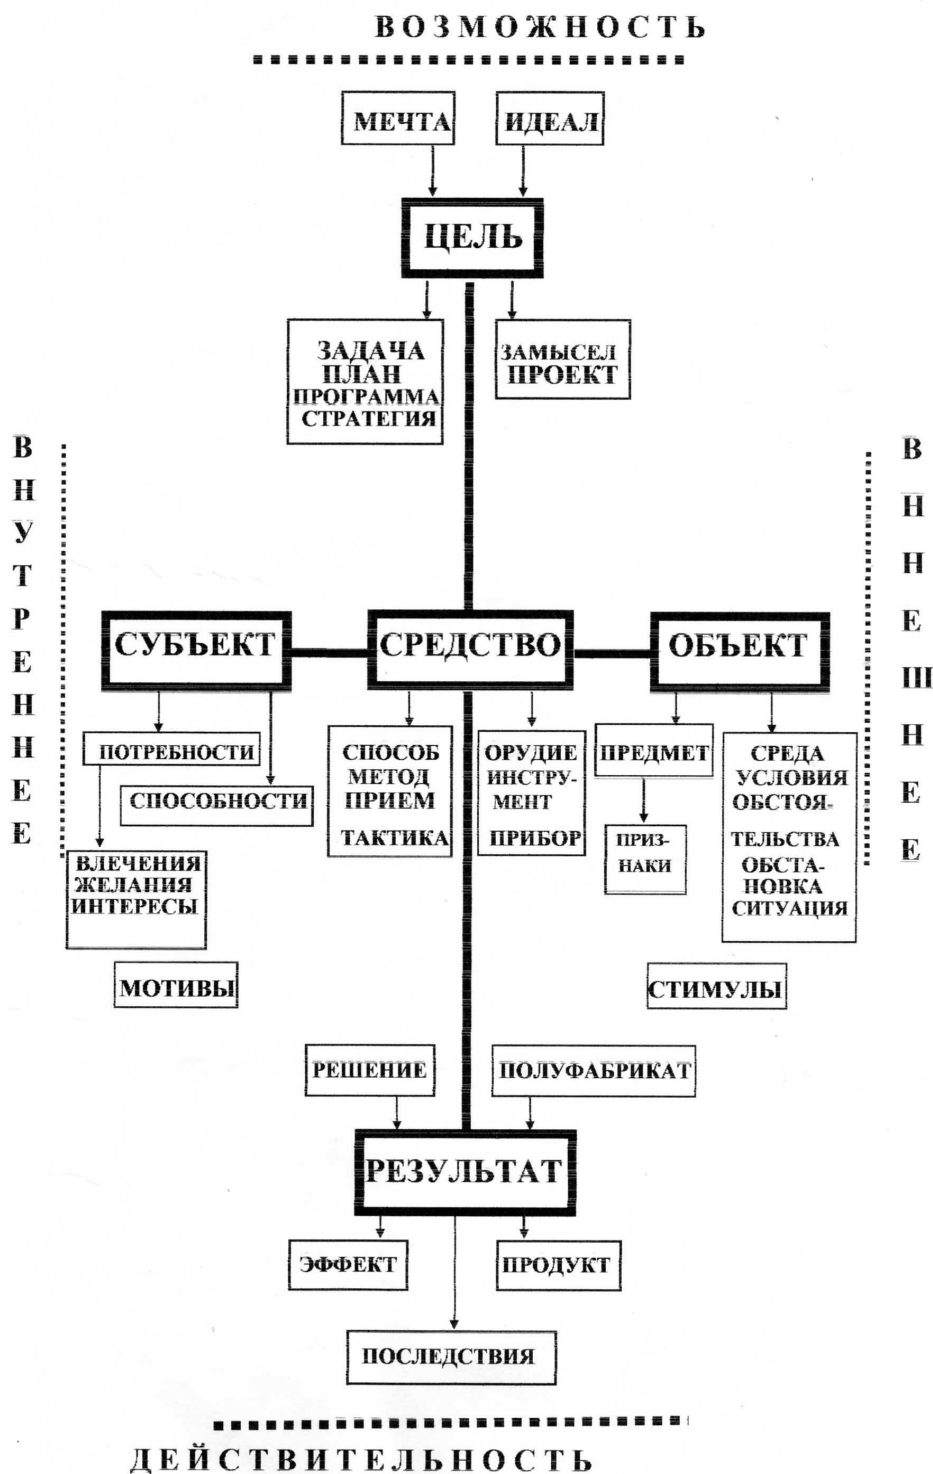 ВОЗМОЖНОСТЬ
МЕЧТА
ИДЕАЛ
ЦЕЛЬ
ЗАДАЧА
ПЛАН
ПРОГРАММА
СТРАТЕГИЯ
ЗАМЫСЕЛ
ПРОЕКТ
ВНУТРЕННЕЕ
ВННЕШНЕЕ
СУБЪЕКТ
СРЕДСТВО
ОБЪЕКТ
ПОТРЕБНОСТИ
СПОСОБНОСТИ
ВЛЕЧЕНИЯ
ЖЕЛАНИЯ
ИНТЕРЕСЫ
СПОСОБ
МЕТОД
ПРИЕМ
ТАКТИКА
ОРУДИЕ
ИНСТРУ-
МЕНТ
ПРИБОР
ПРЕДМЕТ
ПРИЗ-
НАКИ
СРЕДА
УСЛОВИЯ
ОБСТОЯ-
ТЕЛЬСТВА
ОБСТА-
НОВКА
СИТУАЦИЯ
МОТИВЫ
СТИМУЛЫ
РЕШЕНИЕ
ПОЛУФАБРИКАТ
РЕЗУЛЬТАТ
ЭФФЕКТ
ПРОДУКТ
ПОСЛЕДСТВИЯ
ДЕЙСТВИТЕЛЬНОСТЬ